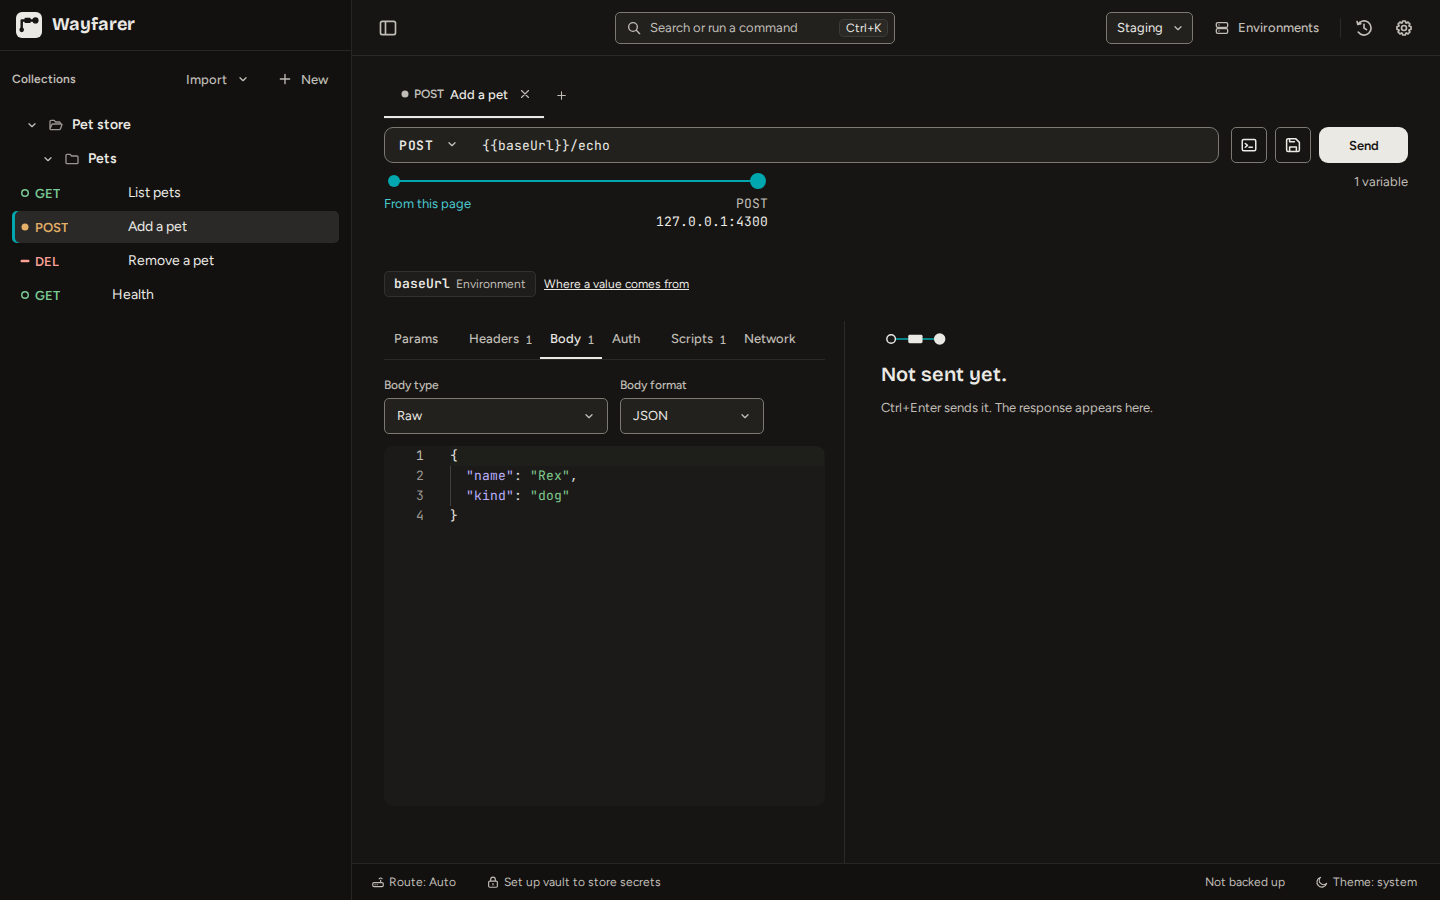 Wayfarer
Search or run a command Ctrl+K
Staging
Environments
Collections
Import
New
Pet store
Pets
GET List pets
POST Add a pet
DEL Remove a pet
GET Health
POST Add a pet
POST {{baseUrl}}/echo
Send
From this page
POST
127.0.0.1:4300
1 variable
baseUrl Environment Where a value comes from
Params Headers 1 Body 1 Auth Scripts 1 Network
Body type Body format
Raw JSON
1 {
2 "name": "Rex",
3 "kind": "dog"
4 }
Not sent yet.
Ctrl+Enter sends it. The response appears here.
Route: Auto Set up vault to store secrets Not backed up Theme: system